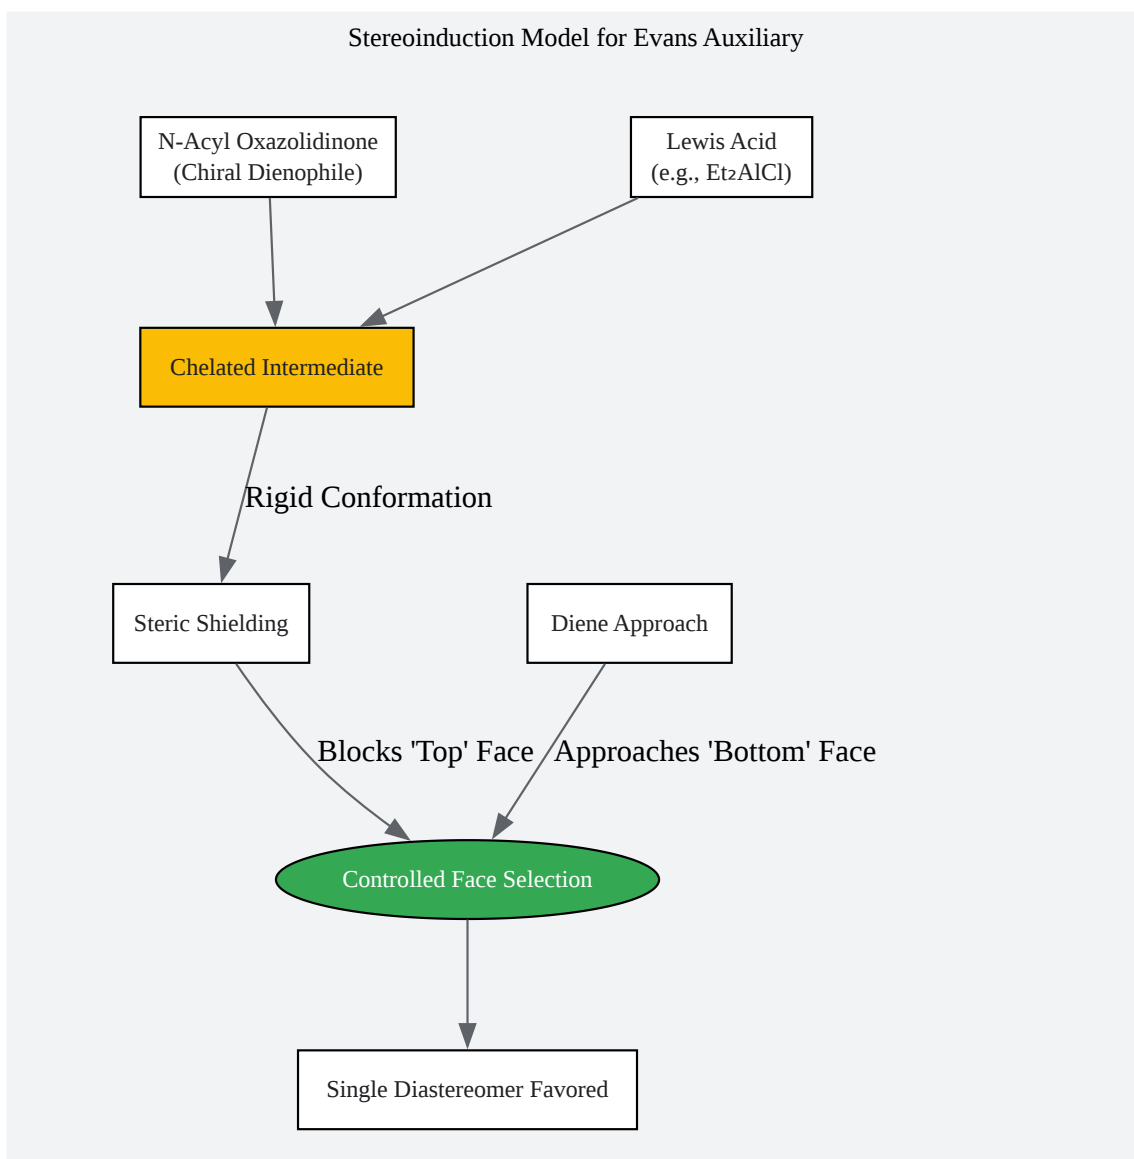 Stereoinduction Model for Evans Auxiliary
N-Acyl Oxazolidinone
(Chiral Dienophile)
Lewis Acid
(e.g., Et₂AlCl)
Chelated Intermediate
Rigid Conformation
Steric Shielding
Diene Approach
Blocks 'Top' Face
Approaches 'Bottom' Face
Controlled Face Selection
Single Diastereomer Favored